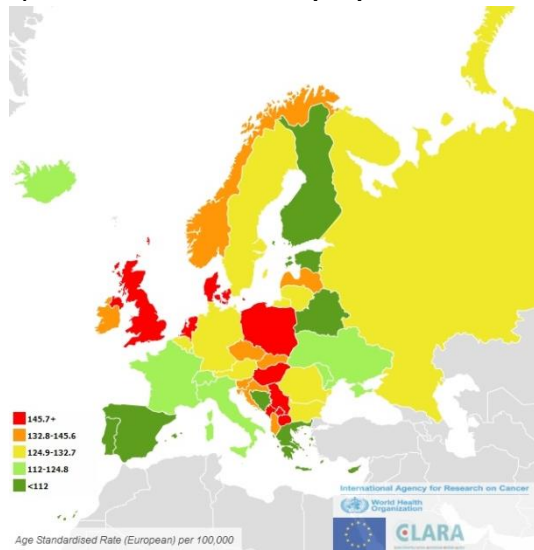 145.7+
132.8-145.6
124.9-132.7
112-124.8
<112
International Agency for Research on Cancer
World Health
Organization
CLARA
Age Standardised Rate (European) per 100,000